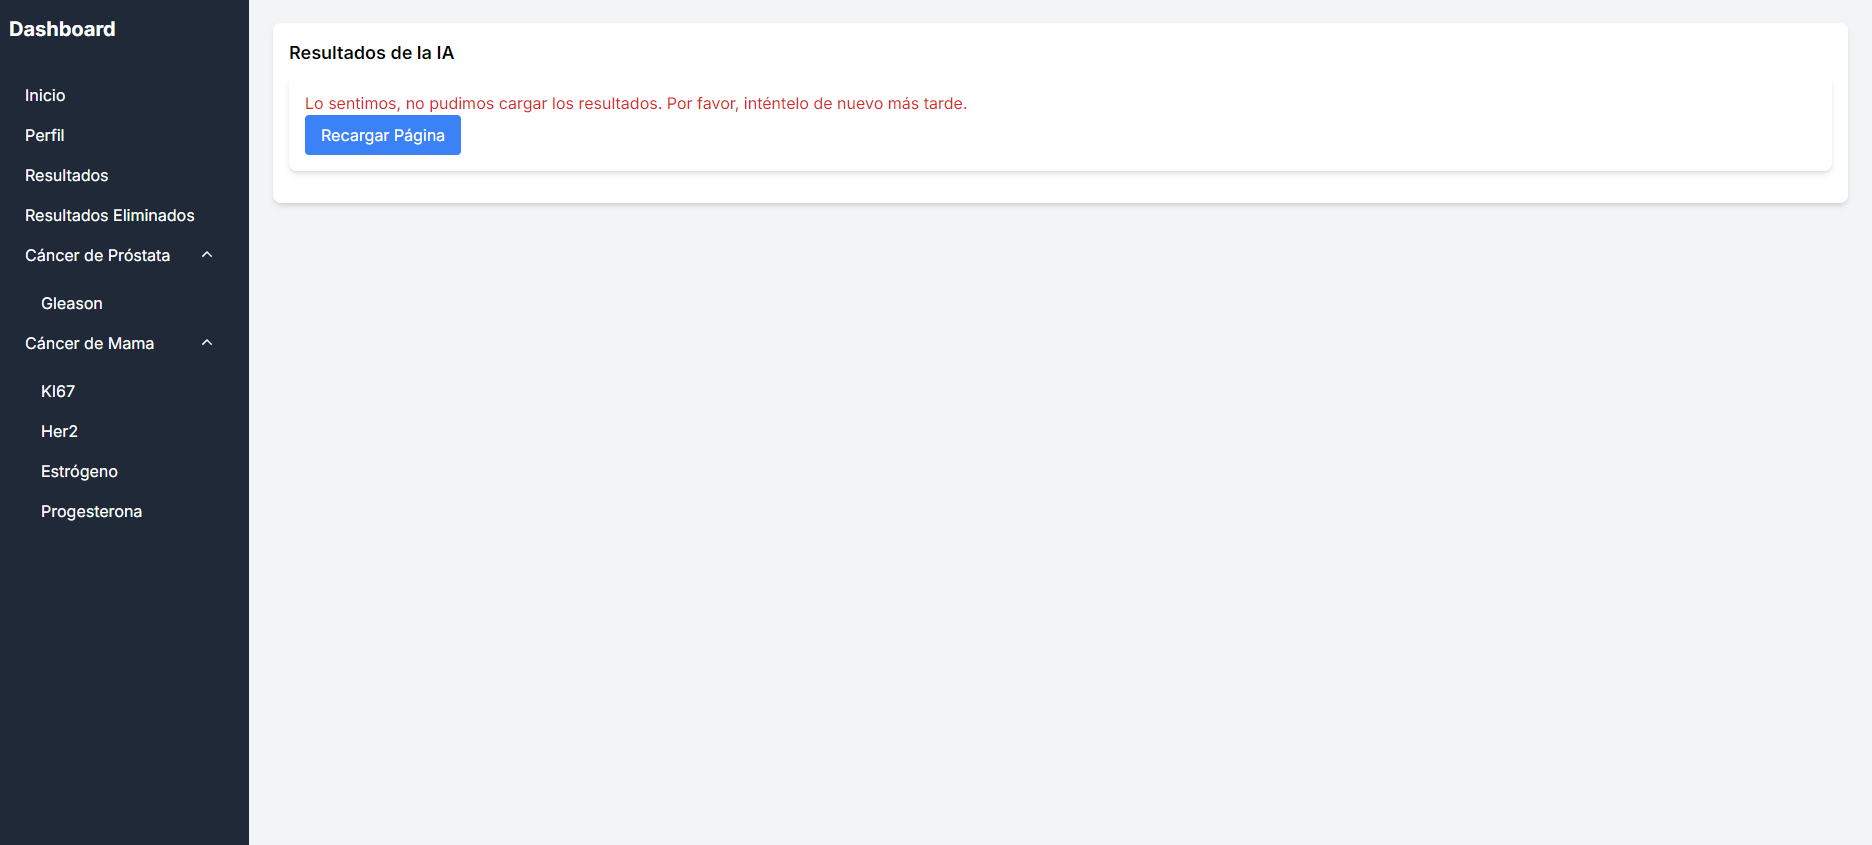 Dashboard
Inicio
Perfil
Resultados
Resultados Eliminados
Cáncer de Próstata
Gleason
Cáncer de Mama
KI67
Her2
Estrógeno
Progesterona
Resultados de la IA
Lo sentimos, no pudimos cargar los resultados. Por favor, inténtelo de nuevo más tarde.
Recargar Página